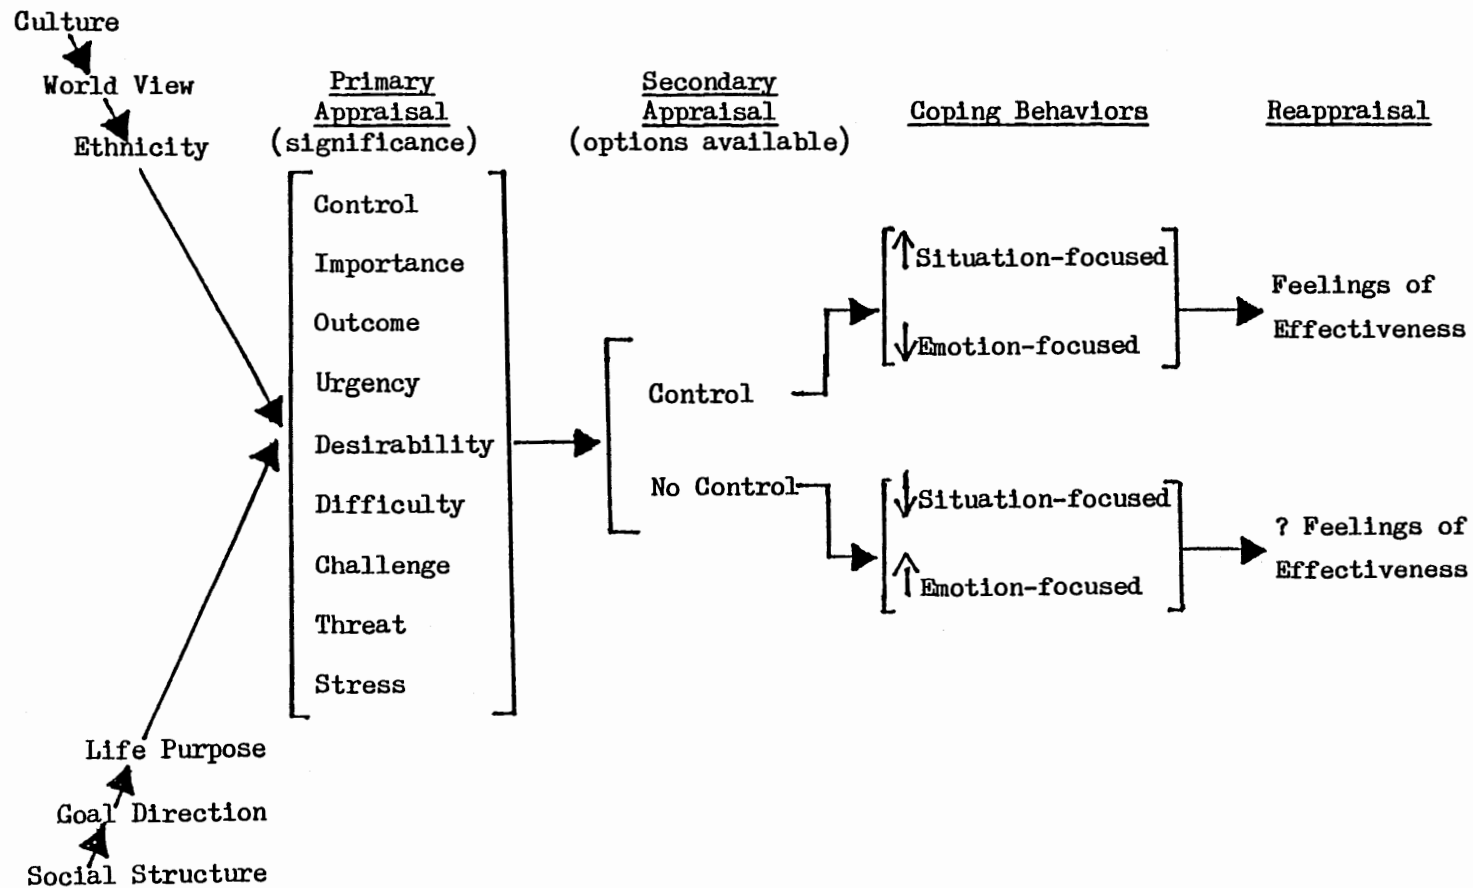 Culture
World View
Ethnicity
Primary
Appraisal
(significance)
Control
Importance
Outcome
Urgency
Desirability
Difficulty
Challenge
Threat
Stress
Life Purpose
Goal Direction
Social Structure
Secondary
Appraisal
(options available)
Control
No Control
Coping Behaviors
↑Situation-focused
↓Emotion-focused
↓Situation-focused
↑Emotion-focused
Reappraisal
Feelings of
Effectiveness
? Feelings of
Effectiveness